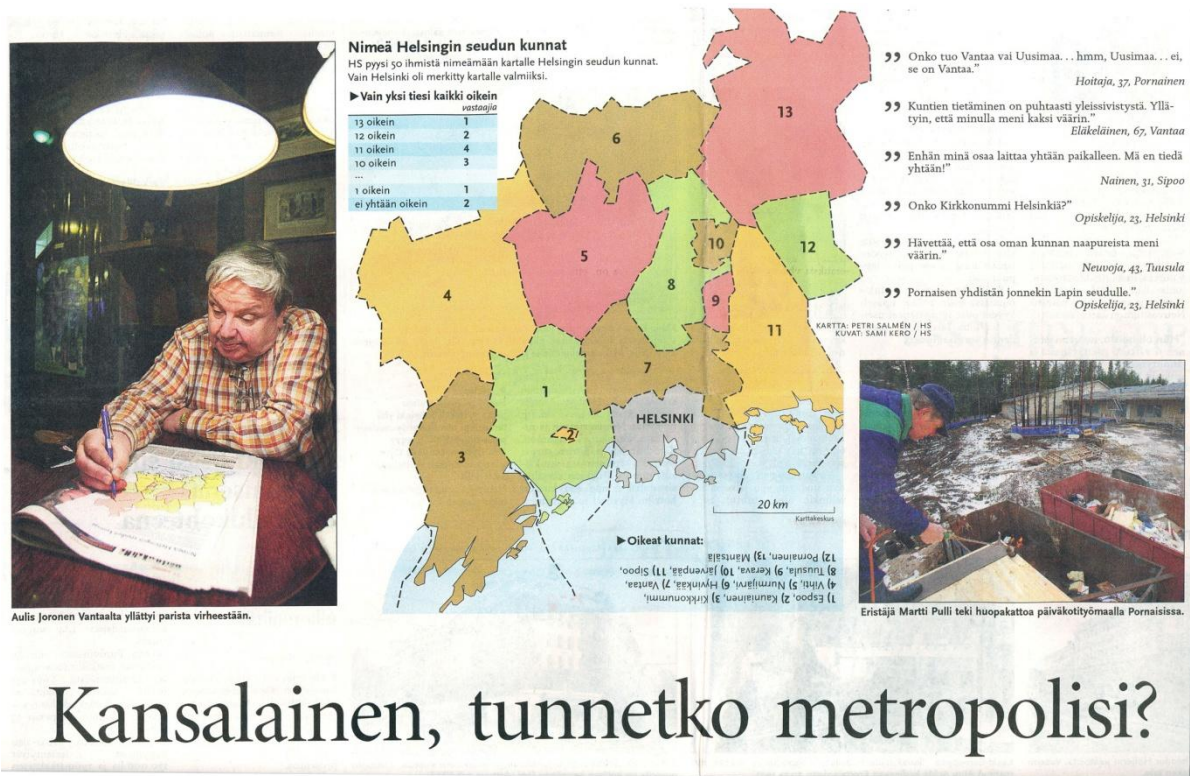 Nimeä Helsingin seudun kunnat
HS pyysi 50 ihmistä nimeämään kartalle Helsingin seudun kunnat.
Vain Helsinki oli merkitty kartalle valmiiksi.
►Vain yksi tiesi kaikki oikein
vastaajia
13 oikein 1
12 oikein 2
11 oikein 4
10 oikein 3
...
1 oikein 1
ei yhtään oikein 2
13
6
5
10
12
4
8
9
11
7
1
HELSINKI
2
3
20 km
Karttakeskus
►Oikeat kunnat:
1) Espoo, 2) Kauniainen, 3) Kirkkonummi,
4) Vihti, 5) Nurmijärvi, 6) Hyvinkää, 7) Vantaa,
8) Tuusula, 9) Kerava, 10) Järvenpää, 11) Sipoo,
12) Pornainen, 13) Mäntsälä
KARTTA: PETRI SALMÉN / HS
KUVAT: SAMI KERO / HS
”Onko tuo Vantaa vai Uusimaa...hmm, Uusimaa...ei,
se on Vantaa.”
Hoitaja, 37, Pornainen
”Kuntien tietäminen on puhtaasti yleissivistystä. Yllä-
tyin, että minulla meni kaksi väärin.”
Eläkeläinen, 67, Vantaa
”Enhän minä osaa laittaa yhtään paikalleen. Mä en tiedä
yhtään!”
Nainen, 31, Sipoo
”Onko Kirkkonummi Helsinkiä?”
Opiskelija, 23, Helsinki
”Hävettää, että osa oman kunnan naapureista meni
väärin.”
Neuvoja, 43, Tuusula
”Pornaisen yhdistän jonnekin Lapin seudulle.”
Opiskelija, 23, Helsinki
Aulis Joronen Vantaalta yllättyi parista virheestään.
Eristäjä Martti Pulli teki huopakattoa päiväkotityömaalla Pornaisissa.
Kansalainen, tunnetko metropolisi?